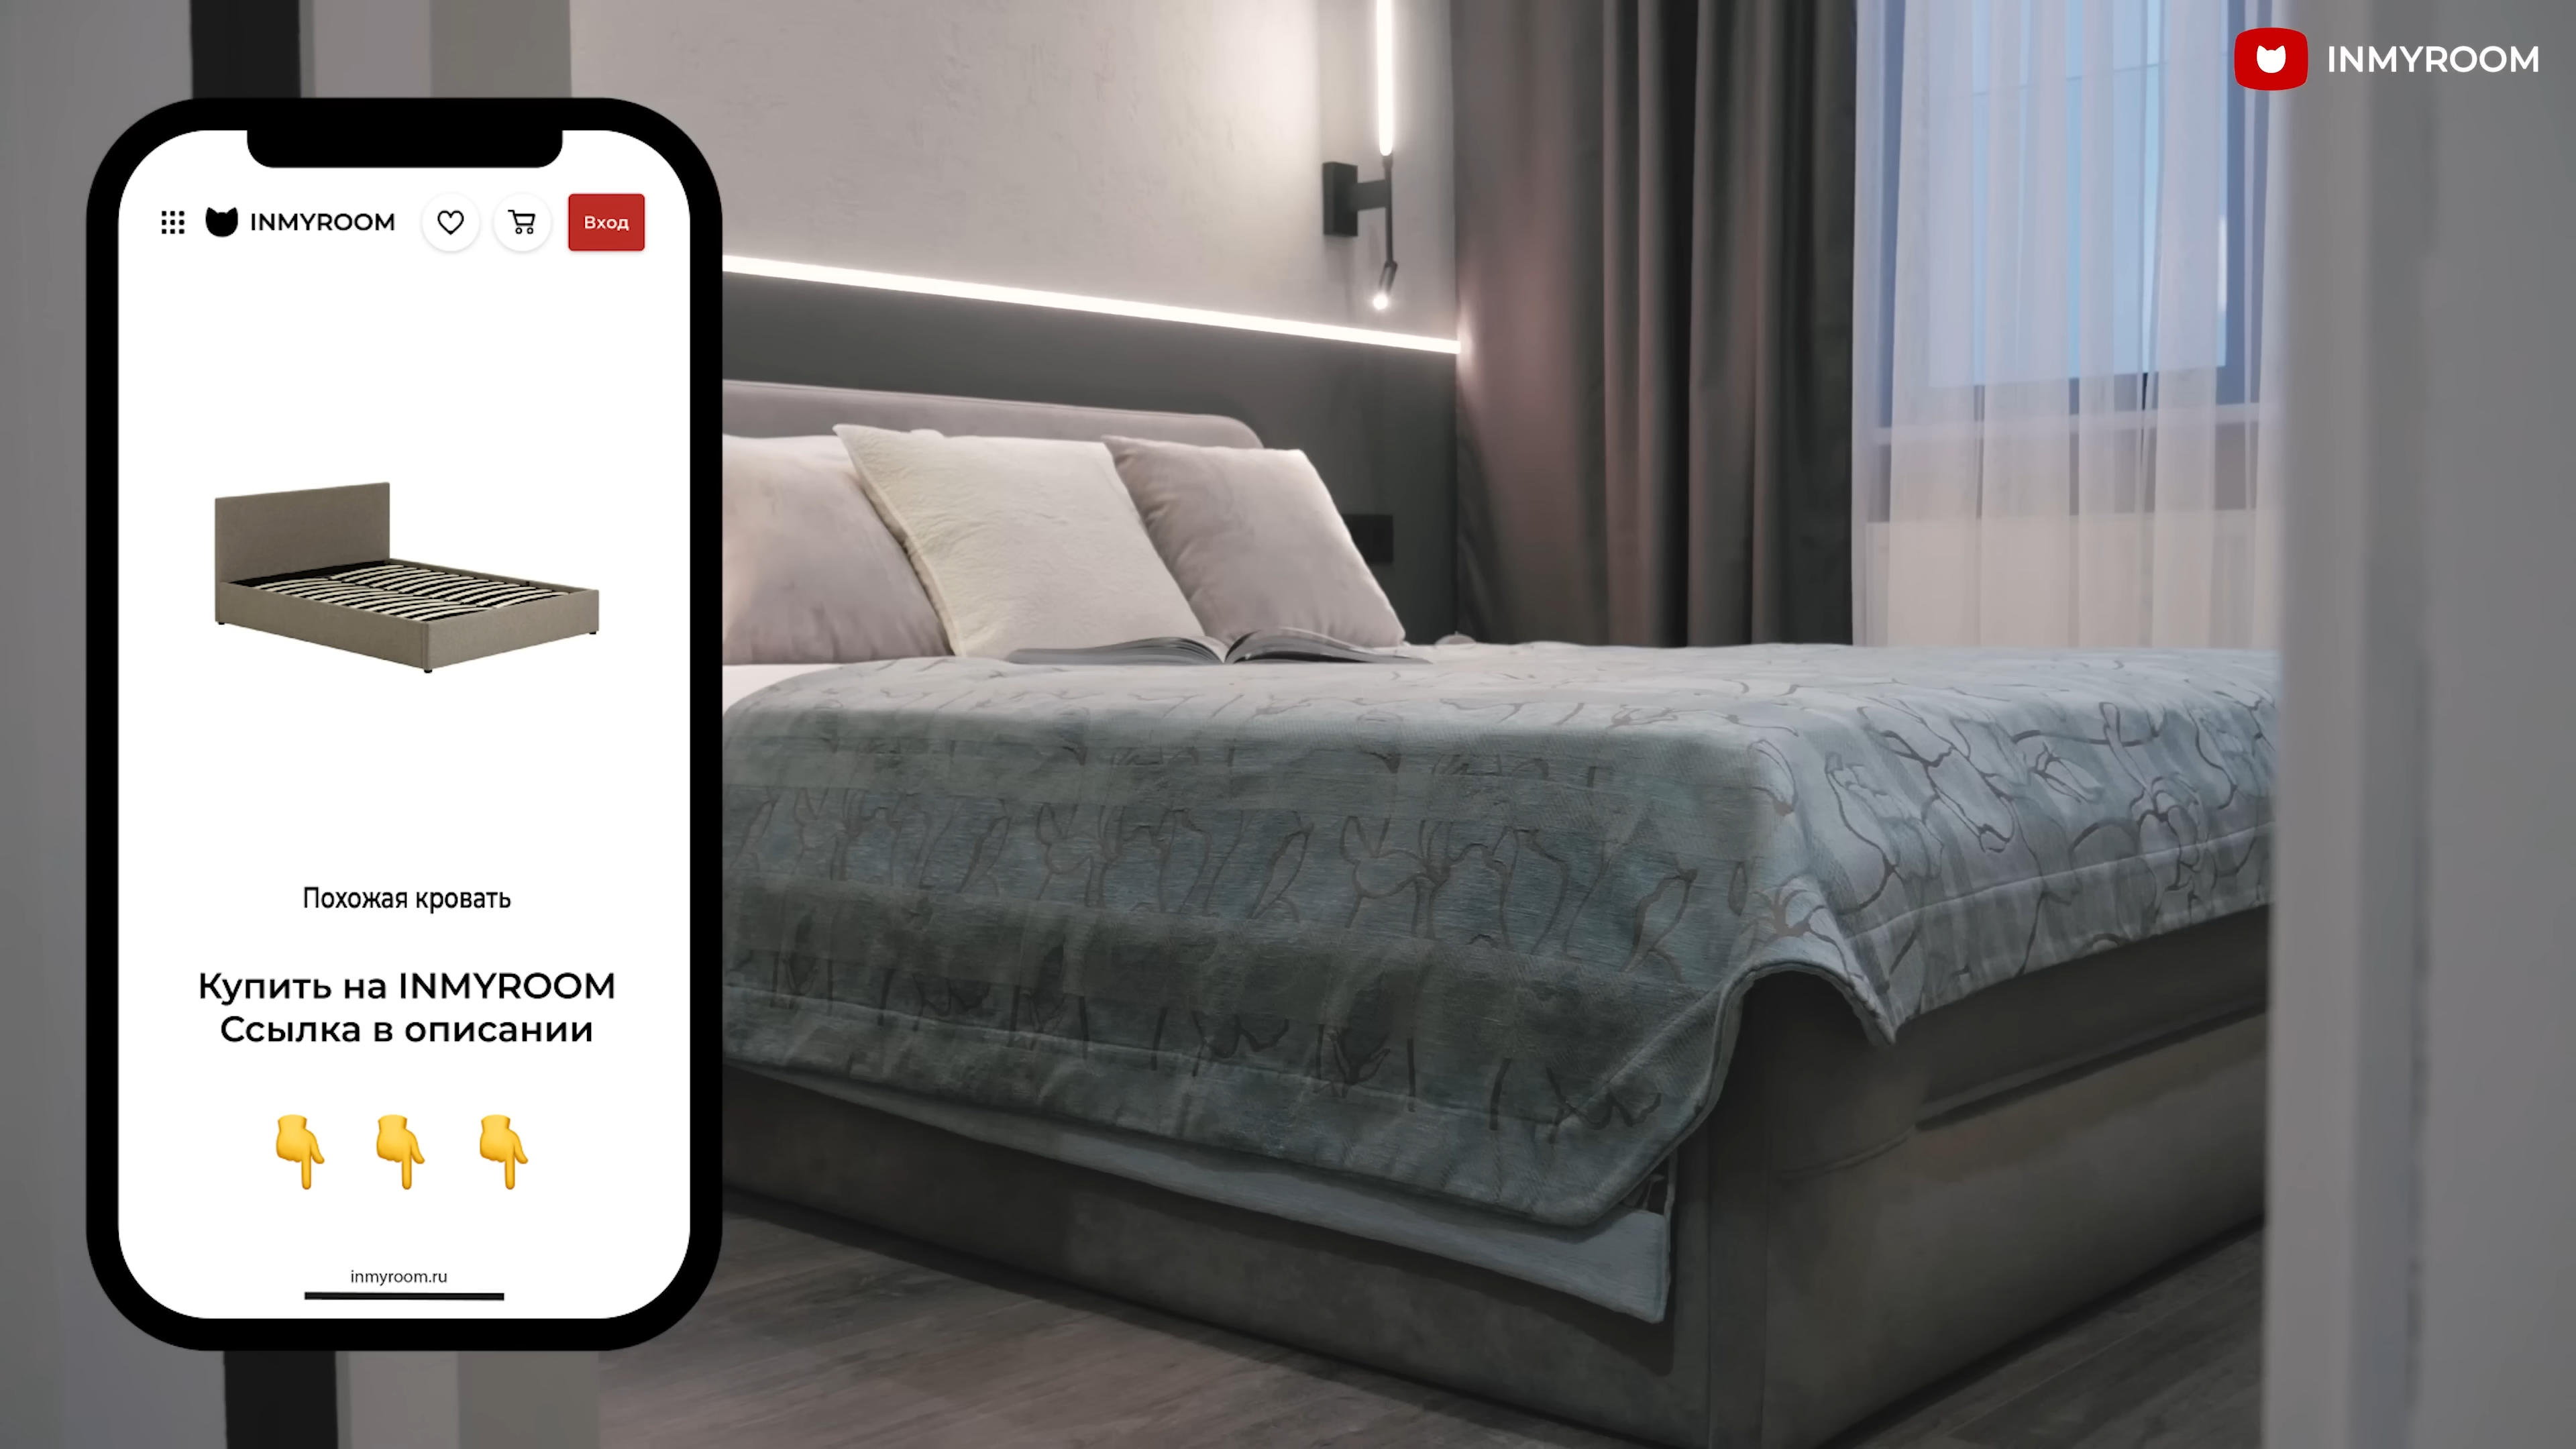 INMYROOM
INMYROOM
Вход
Похожая кровать
Купить на INMYROOM
Ссылка в описании
inmyroom.ru